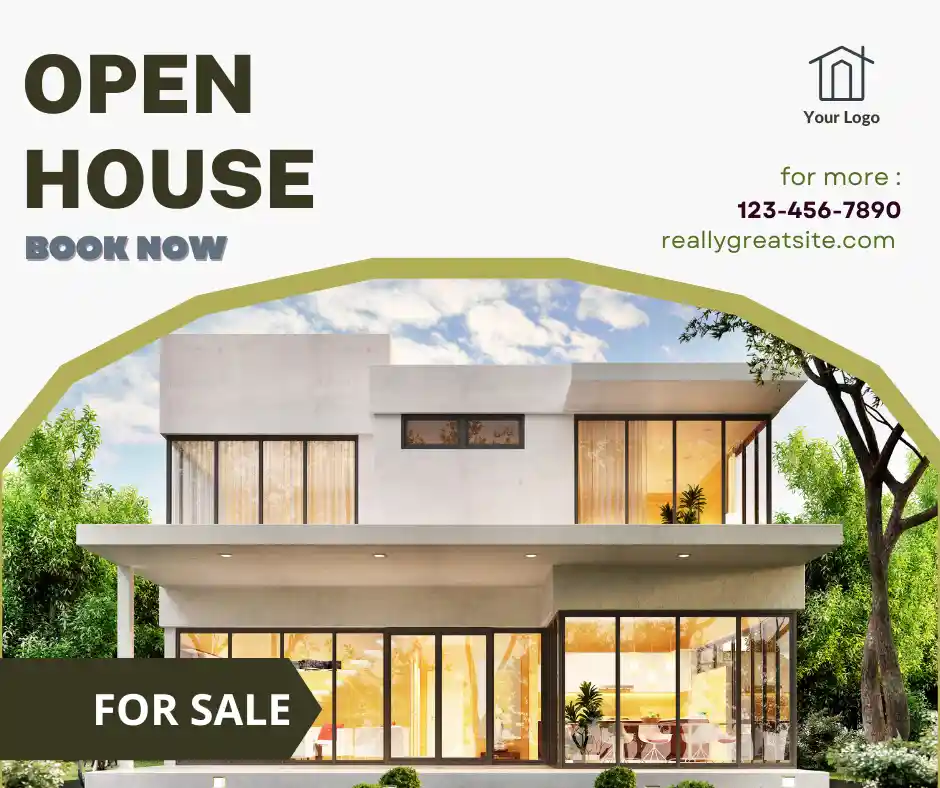 OPEN
HOUSE
BOOK NOW
Your Logo
for more :
123-456-7890
reallygreatsite.com
FOR SALE